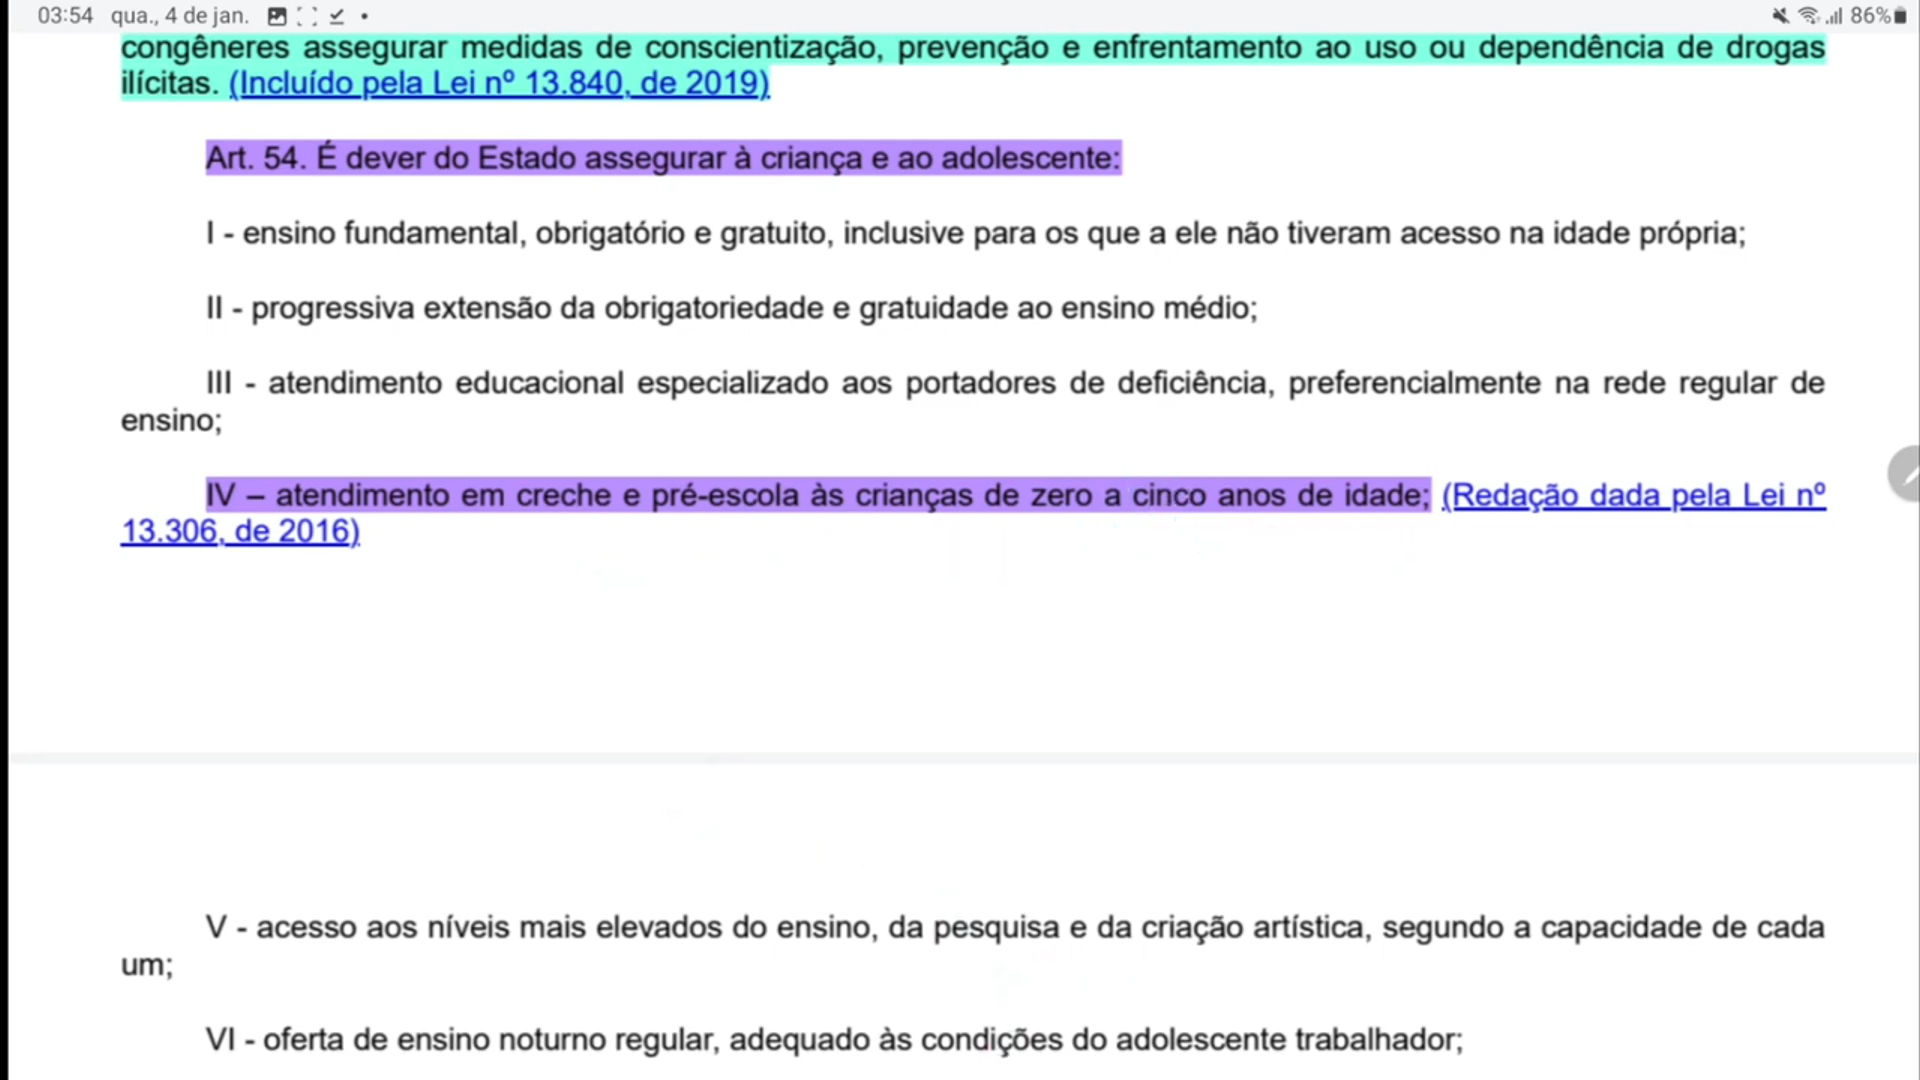 03:54 qua., 4 de jan. 86%
congêneres assegurar medidas de conscientização, prevenção e enfrentamento ao uso ou dependência de drogas
ilícitas. (Incluído pela Lei nº 13.840, de 2019)
Art. 54. É dever do Estado assegurar à criança e ao adolescente:
I - ensino fundamental, obrigatório e gratuito, inclusive para os que a ele não tiveram acesso na idade própria;
II - progressiva extensão da obrigatoriedade e gratuidade ao ensino médio;
III - atendimento educacional especializado aos portadores de deficiência, preferencialmente na rede regular de
ensino;
IV – atendimento em creche e pré-escola às crianças de zero a cinco anos de idade; (Redação dada pela Lei nº
13.306, de 2016)
V - acesso aos níveis mais elevados do ensino, da pesquisa e da criação artística, segundo a capacidade de cada
um;
VI - oferta de ensino noturno regular, adequado às condições do adolescente trabalhador;